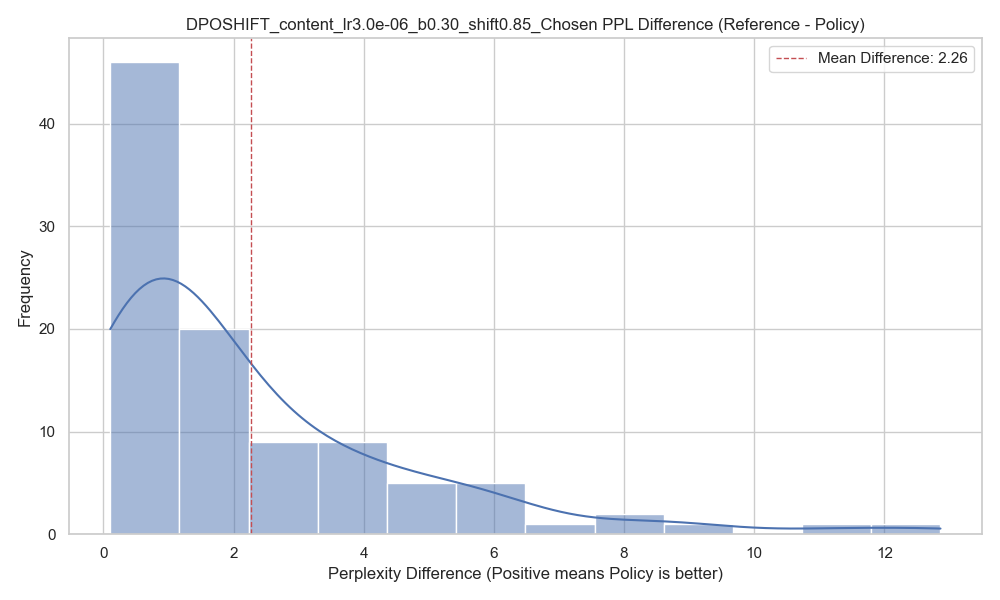 DPOSHIFT_content_lr3.0e-06_b0.30_shift0.85_Chosen PPL Difference (Reference - Policy)
Mean Difference: 2.26
Frequency
40
30
20
10
0
0 2 4 6 8 10 12
Perplexity Difference (Positive means Policy is better)